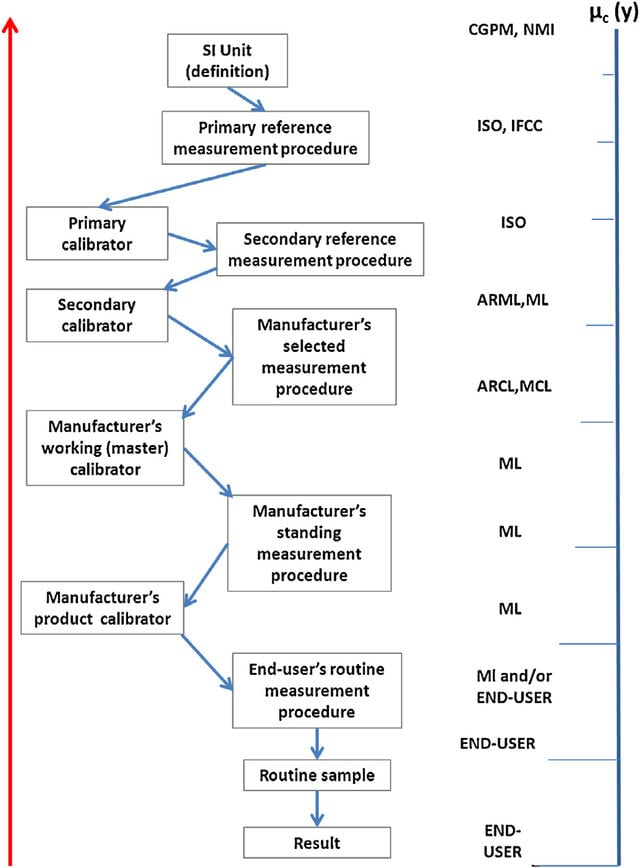 μc (y)
CGPM, NMI
SI Unit
(definition)
Primary reference
measurement procedure
ISO, IFCC
Primary
calibrator
ISO
Secondary reference
measurement procedure
Secondary
calibrator
ARML,ML
Manufacturer's
selected
measurement
procedure
ARCL,MCL
Manufacturer's
working (master)
calibrator
ML
Manufacturer's
standing
measurement
procedure
ML
Manufacturer's
product calibrator
ML
End-user's routine
measurement
procedure
Ml and/or
END-USER
END-USER
Routine sample
Result
END-
USER